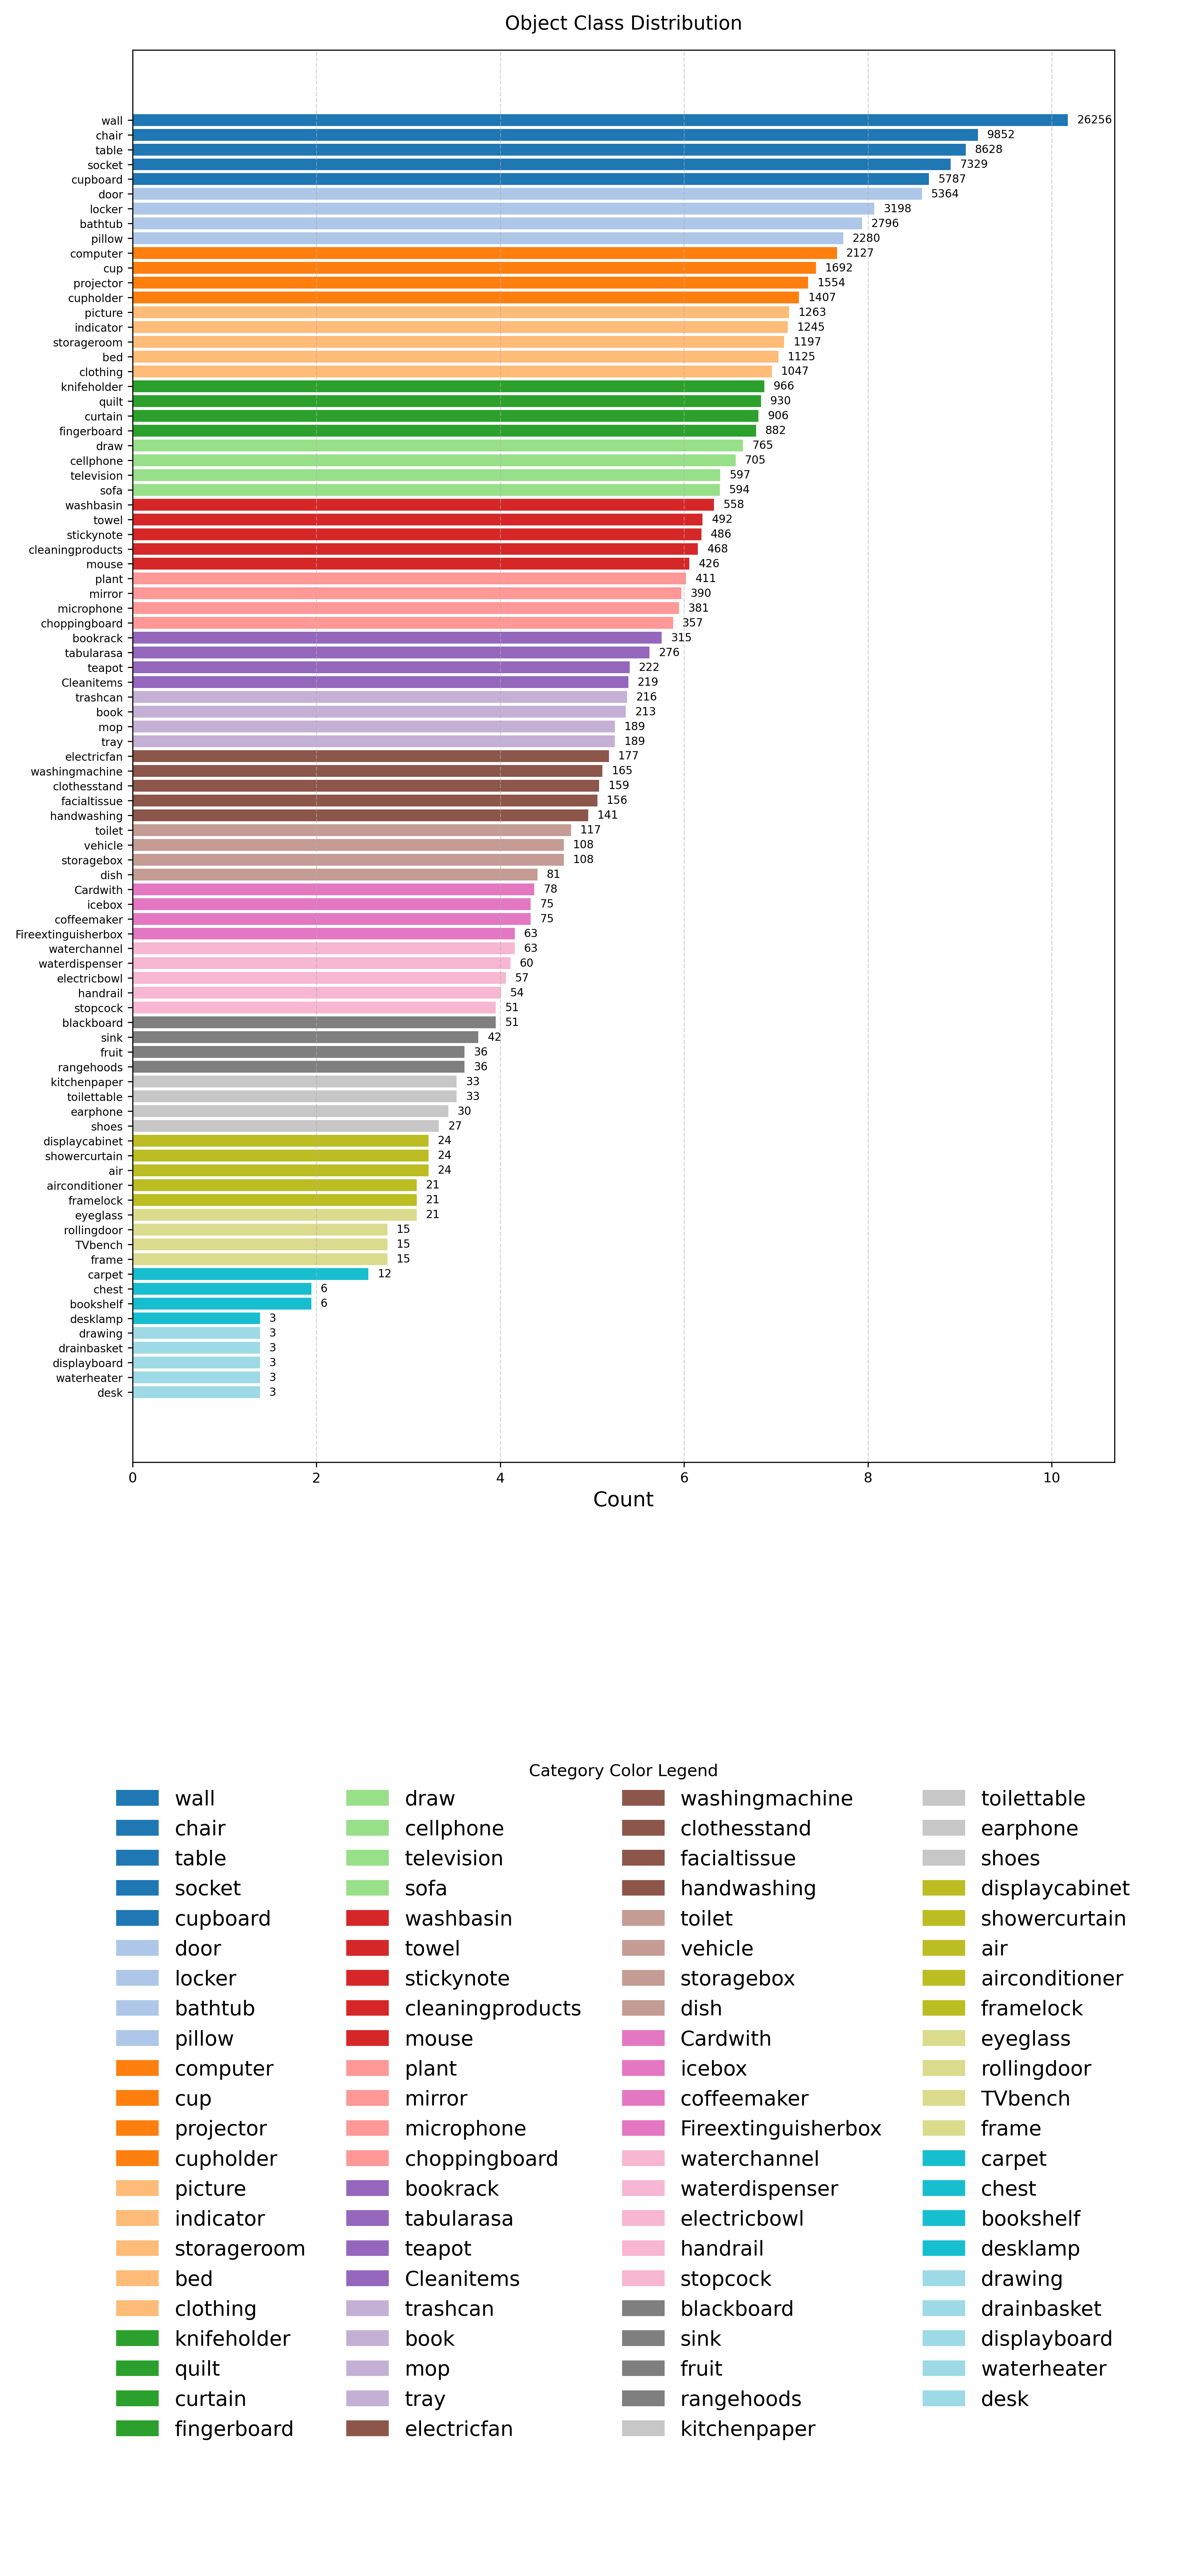 Object Class Distribution
wall 26256
chair 9852
table 8628
socket 7329
cupboard 5787
door 5364
locker 3198
bathtub 2796
pillow 2280
computer 2127
cup 1692
projector 1554
cupholder 1407
picture 1263
indicator 1245
storageroom 1197
bed 1125
clothing 1047
knifeholder 966
quilt 930
curtain 906
fingerboard 882
draw 765
cellphone 705
television 597
sofa 594
washbasin 558
towel 492
stickynote 486
cleaningproducts 468
mouse 426
plant 411
mirror 390
microphone 381
choppingboard 357
bookrack 315
tabularasa 276
teapot 222
Cleanitems 219
trashcan 216
book 213
mop 189
tray 189
electricfan 177
washingmachine 165
clothesstand 159
facialtissue 156
handwashing 141
toilet 117
vehicle 108
storagebox 108
dish 81
Cardwith 78
icebox 75
coffeemaker 75
Fireextinguisherbox 63
waterchannel 63
waterdispenser 60
electricbowl 57
handrail 54
stopcock 51
blackboard 51
sink 42
fruit 36
rangehoods 36
kitchenpaper 33
toilettable 33
earphone 30
shoes 27
displaycabinet 24
showercurtain 24
air 24
airconditioner 21
framelock 21
eyeglass 21
rollingdoor 15
TVbench 15
frame 15
carpet 12
chest 6
bookshelf 6
desklamp 3
drawing 3
drainbasket 3
displayboard 3
waterheater 3
desk 3
0 2 4 6 8 10
Count
Category Color Legend
wall
chair
table
socket
cupboard
door
locker
bathtub
pillow
computer
cup
projector
cupholder
picture
indicator
storageroom
bed
clothing
knifeholder
quilt
curtain
fingerboard
draw
cellphone
television
sofa
washbasin
towel
stickynote
cleaningproducts
mouse
plant
mirror
microphone
choppingboard
bookrack
tabularasa
teapot
Cleanitems
trashcan
book
mop
tray
electricfan
washingmachine
clothesstand
facialtissue
handwashing
toilet
vehicle
storagebox
dish
Cardwith
icebox
coffeemaker
Fireextinguisherbox
waterchannel
waterdispenser
electricbowl
handrail
stopcock
blackboard
sink
fruit
rangehoods
kitchenpaper
toilettable
earphone
shoes
displaycabinet
showercurtain
air
airconditioner
framelock
eyeglass
rollingdoor
TVbench
frame
carpet
chest
bookshelf
desklamp
drawing
drainbasket
displayboard
waterheater
desk